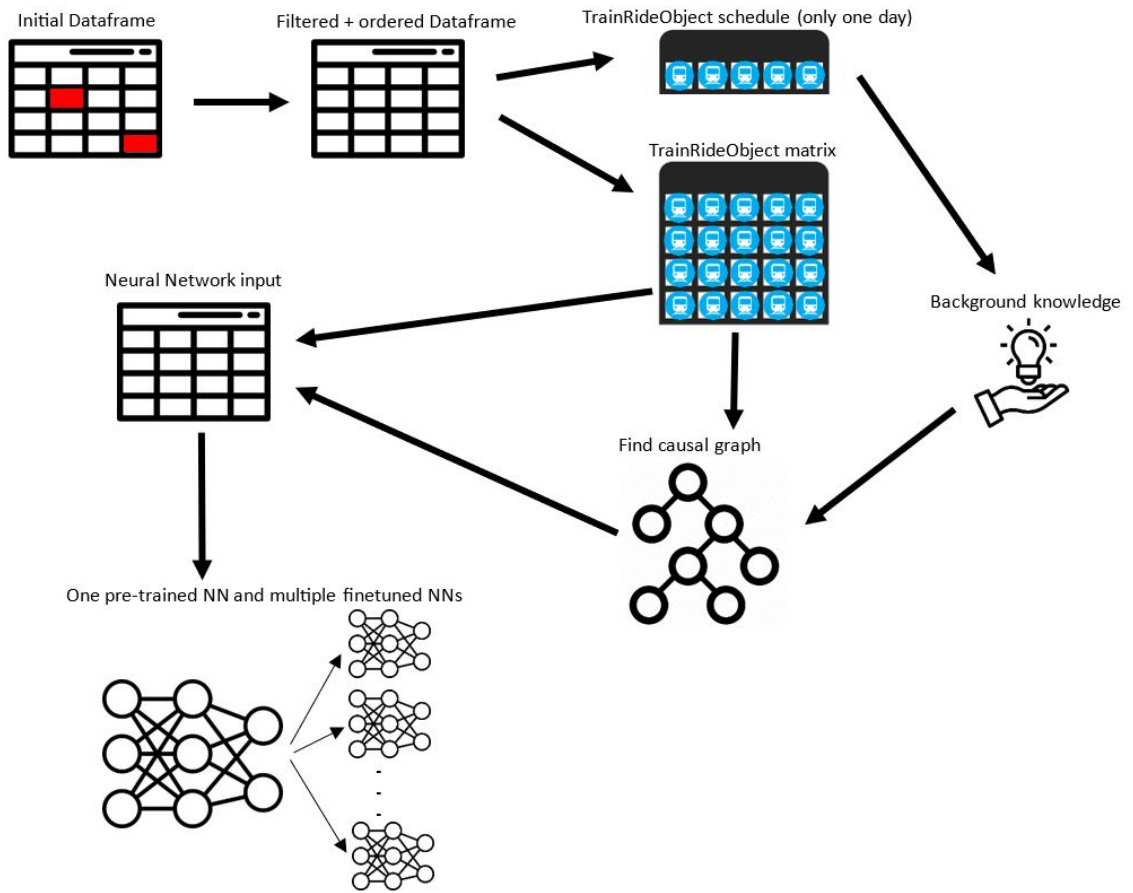 Initial Dataframe
Filtered + ordered Dataframe
TrainRideObject schedule (only one day)
TrainRideObject matrix
Neural Network input
Background knowledge
Find causal graph
One pre-trained NN and multiple finetuned NNs